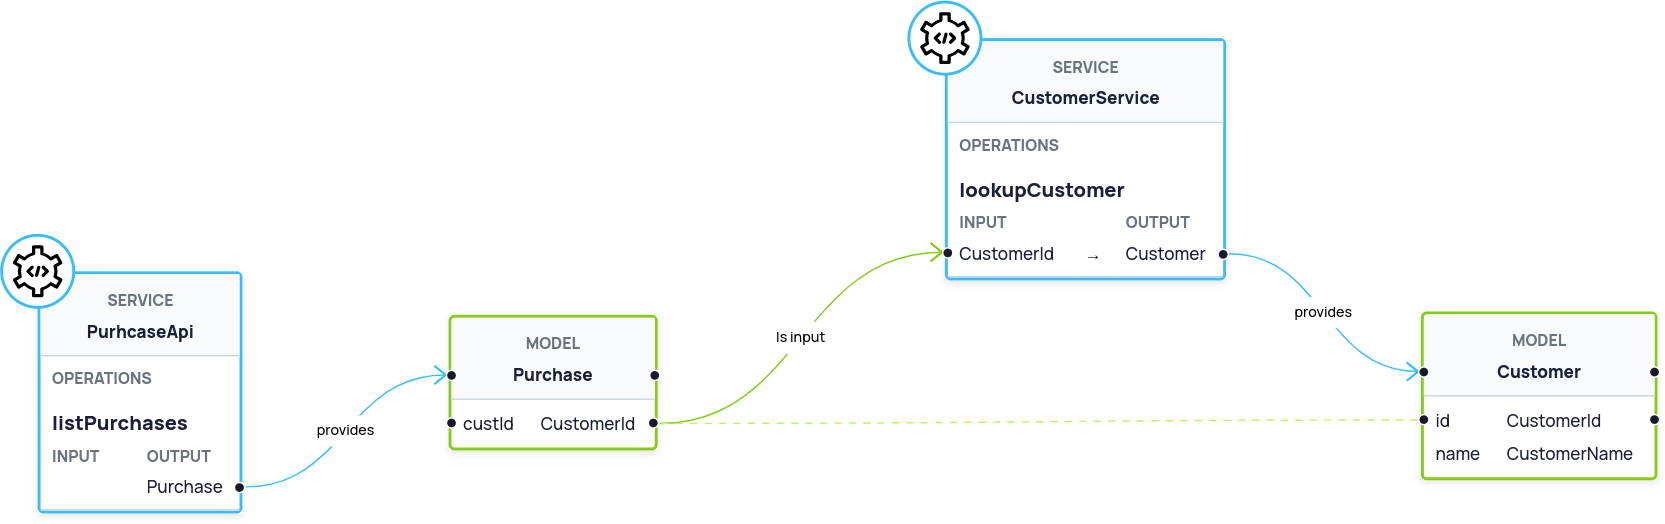 SERVICE
PurhcaseApi
OPERATIONS
listPurchases
INPUT OUTPUT
Purchase
provides
MODEL
Purchase
custId CustomerId
Is input
SERVICE
CustomerService
OPERATIONS
lookupCustomer
INPUT OUTPUT
CustomerId → Customer
provides
MODEL
Customer
id CustomerId
name CustomerName